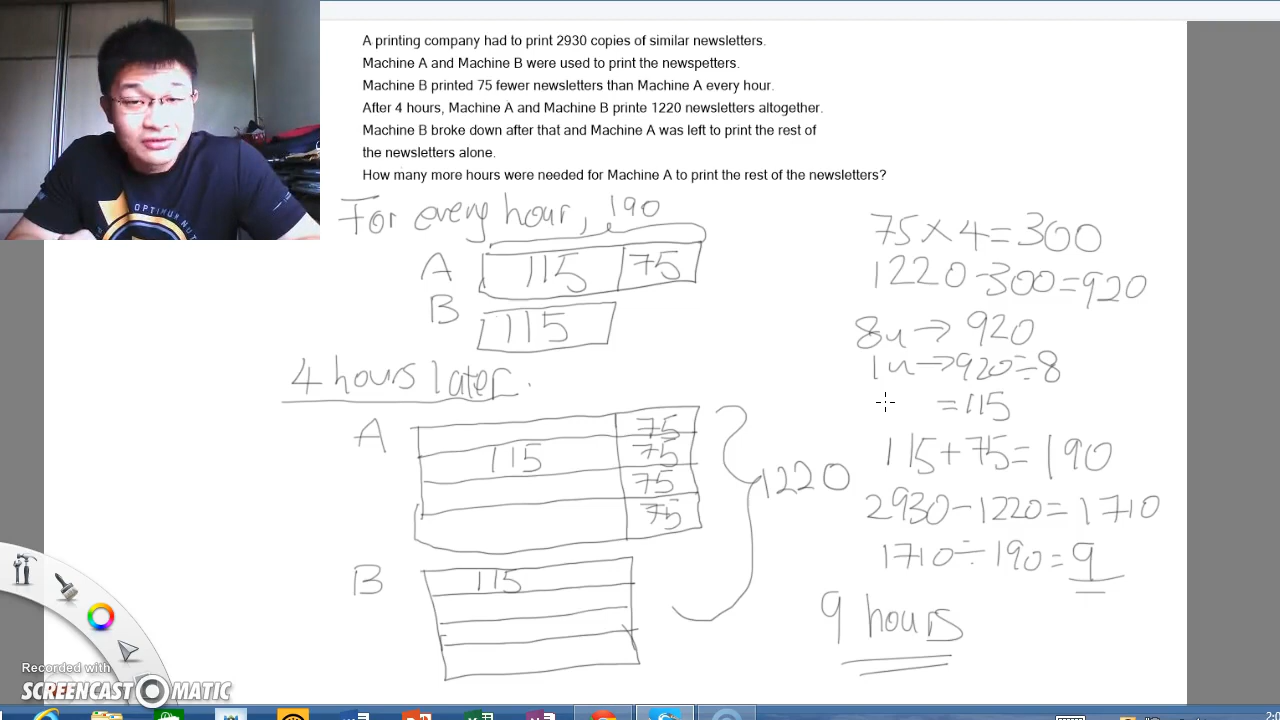 A printing company had to print 2930 copies of similar newsletters.
Machine A and Machine B were used to print the newspetters.
Machine B printed 75 fewer newsletters than Machine A every hour.
After 4 hours, Machine A and Machine B printe 1220 newsletters altogether.
Machine B broke down after that and Machine A was left to print the rest of
the newsletters alone.
How many more hours were needed for Machine A to print the rest of the newsletters?
OPTIMUM
For every hour, 190
A 115 75
B 115
4 hours later.
A
75
115 75
75
75
1220
B 115
75 × 4 = 300
1220 - 300 = 920
8u → 920
1u → 920 ÷ 8
= 115
115 + 75 = 190
2930 - 1220 = 1710
1710 ÷ 190 = 9
9 hours
Recorded with
SCREENCAST MATIC